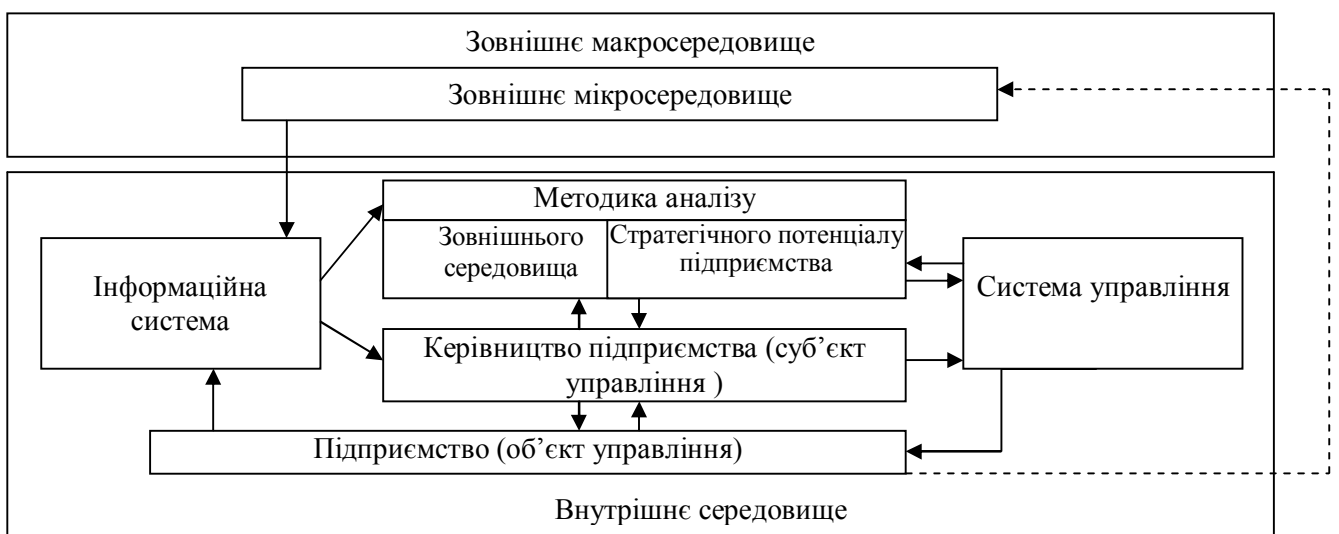 Зовнішнє макросередовище
Зовнішнє мікросередовище
Методика аналізу
Зовнішнього
середовища
Стратегічного потенціалу
підприємства
Інформаційна
система
Система управління
Керівництво підприємства (суб’єкт
управління )
Підприємство (об’єкт управління)
Внутрішнє середовище